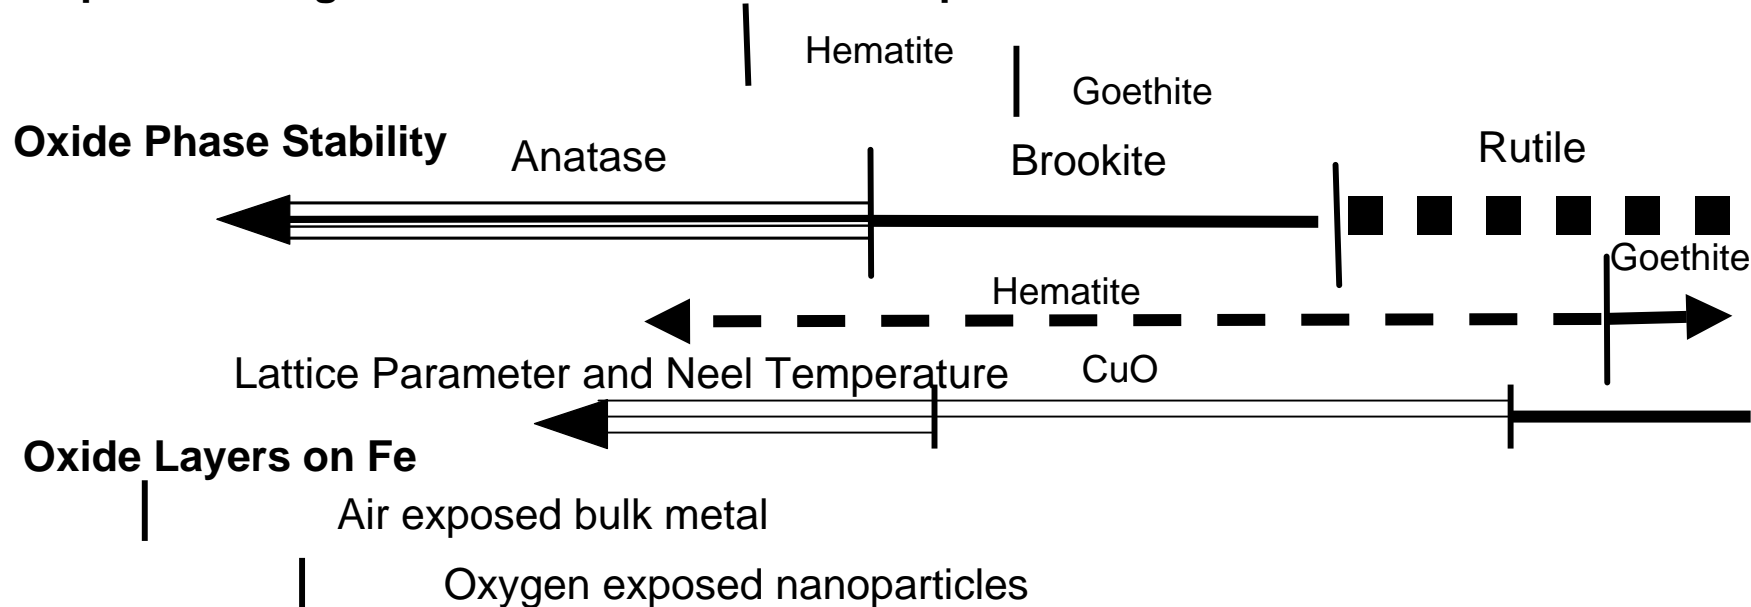 Hematite
Goethite
Oxide Phase Stability
Anatase
Brookite
Rutile
Goethite
Hematite
Lattice Parameter and Neel Temperature
CuO
Oxide Layers on Fe
Air exposed bulk metal
Oxygen exposed nanoparticles